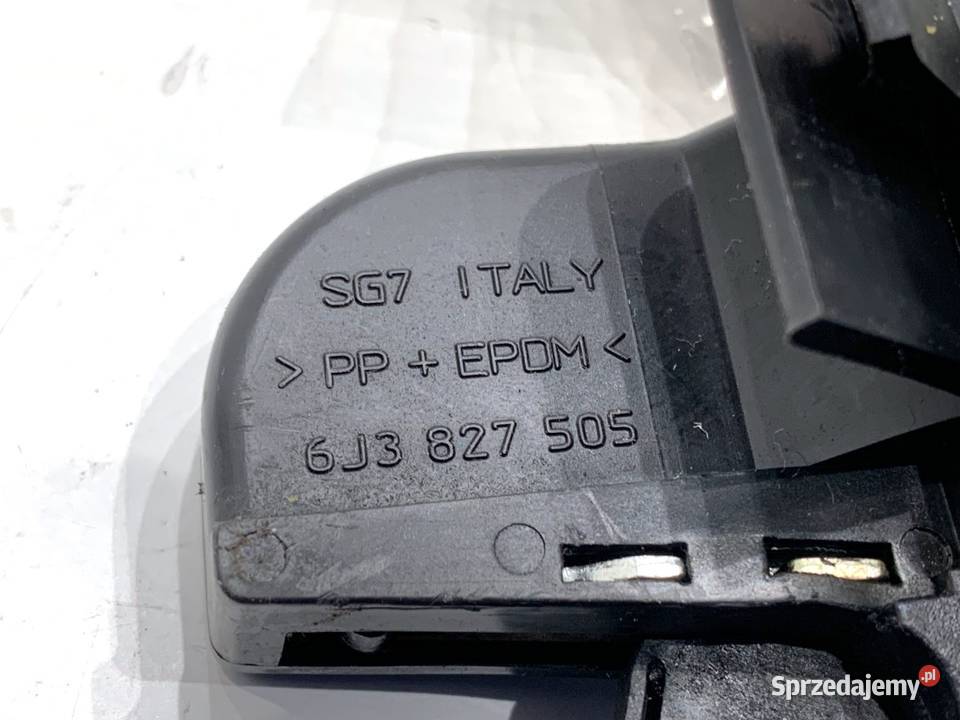 SG7 ITALY
> PP + EPDM <
6J3 827 505
Sprzedajemy.pl